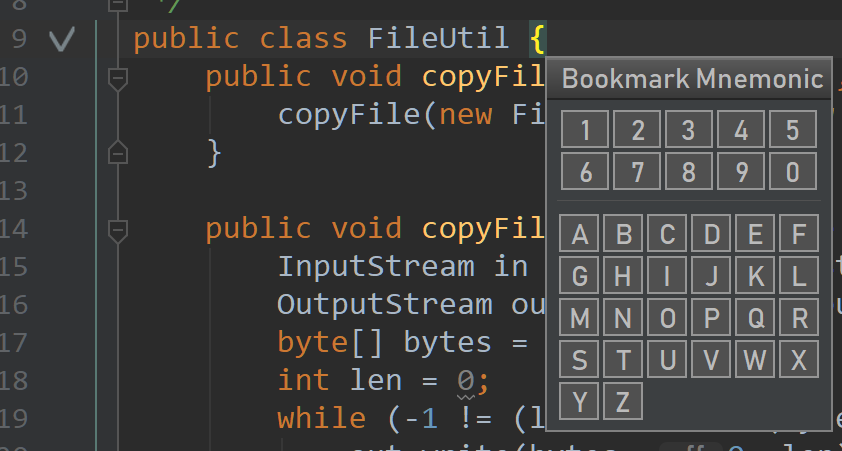 8 */
9 public class FileUtil {
10 public void copyFil
11 copyFile(new Fi
12 }
13
14 public void copyFil
15 InputStream in
16 OutputStream ou
17 byte[] bytes =
18 int len = 0;
19 while (-1 != (l
Bookmark Mnemonic
1 2 3 4 5
6 7 8 9 0
A B C D E F
G H I J K L
M N O P Q R
S T U V W X
Y Z